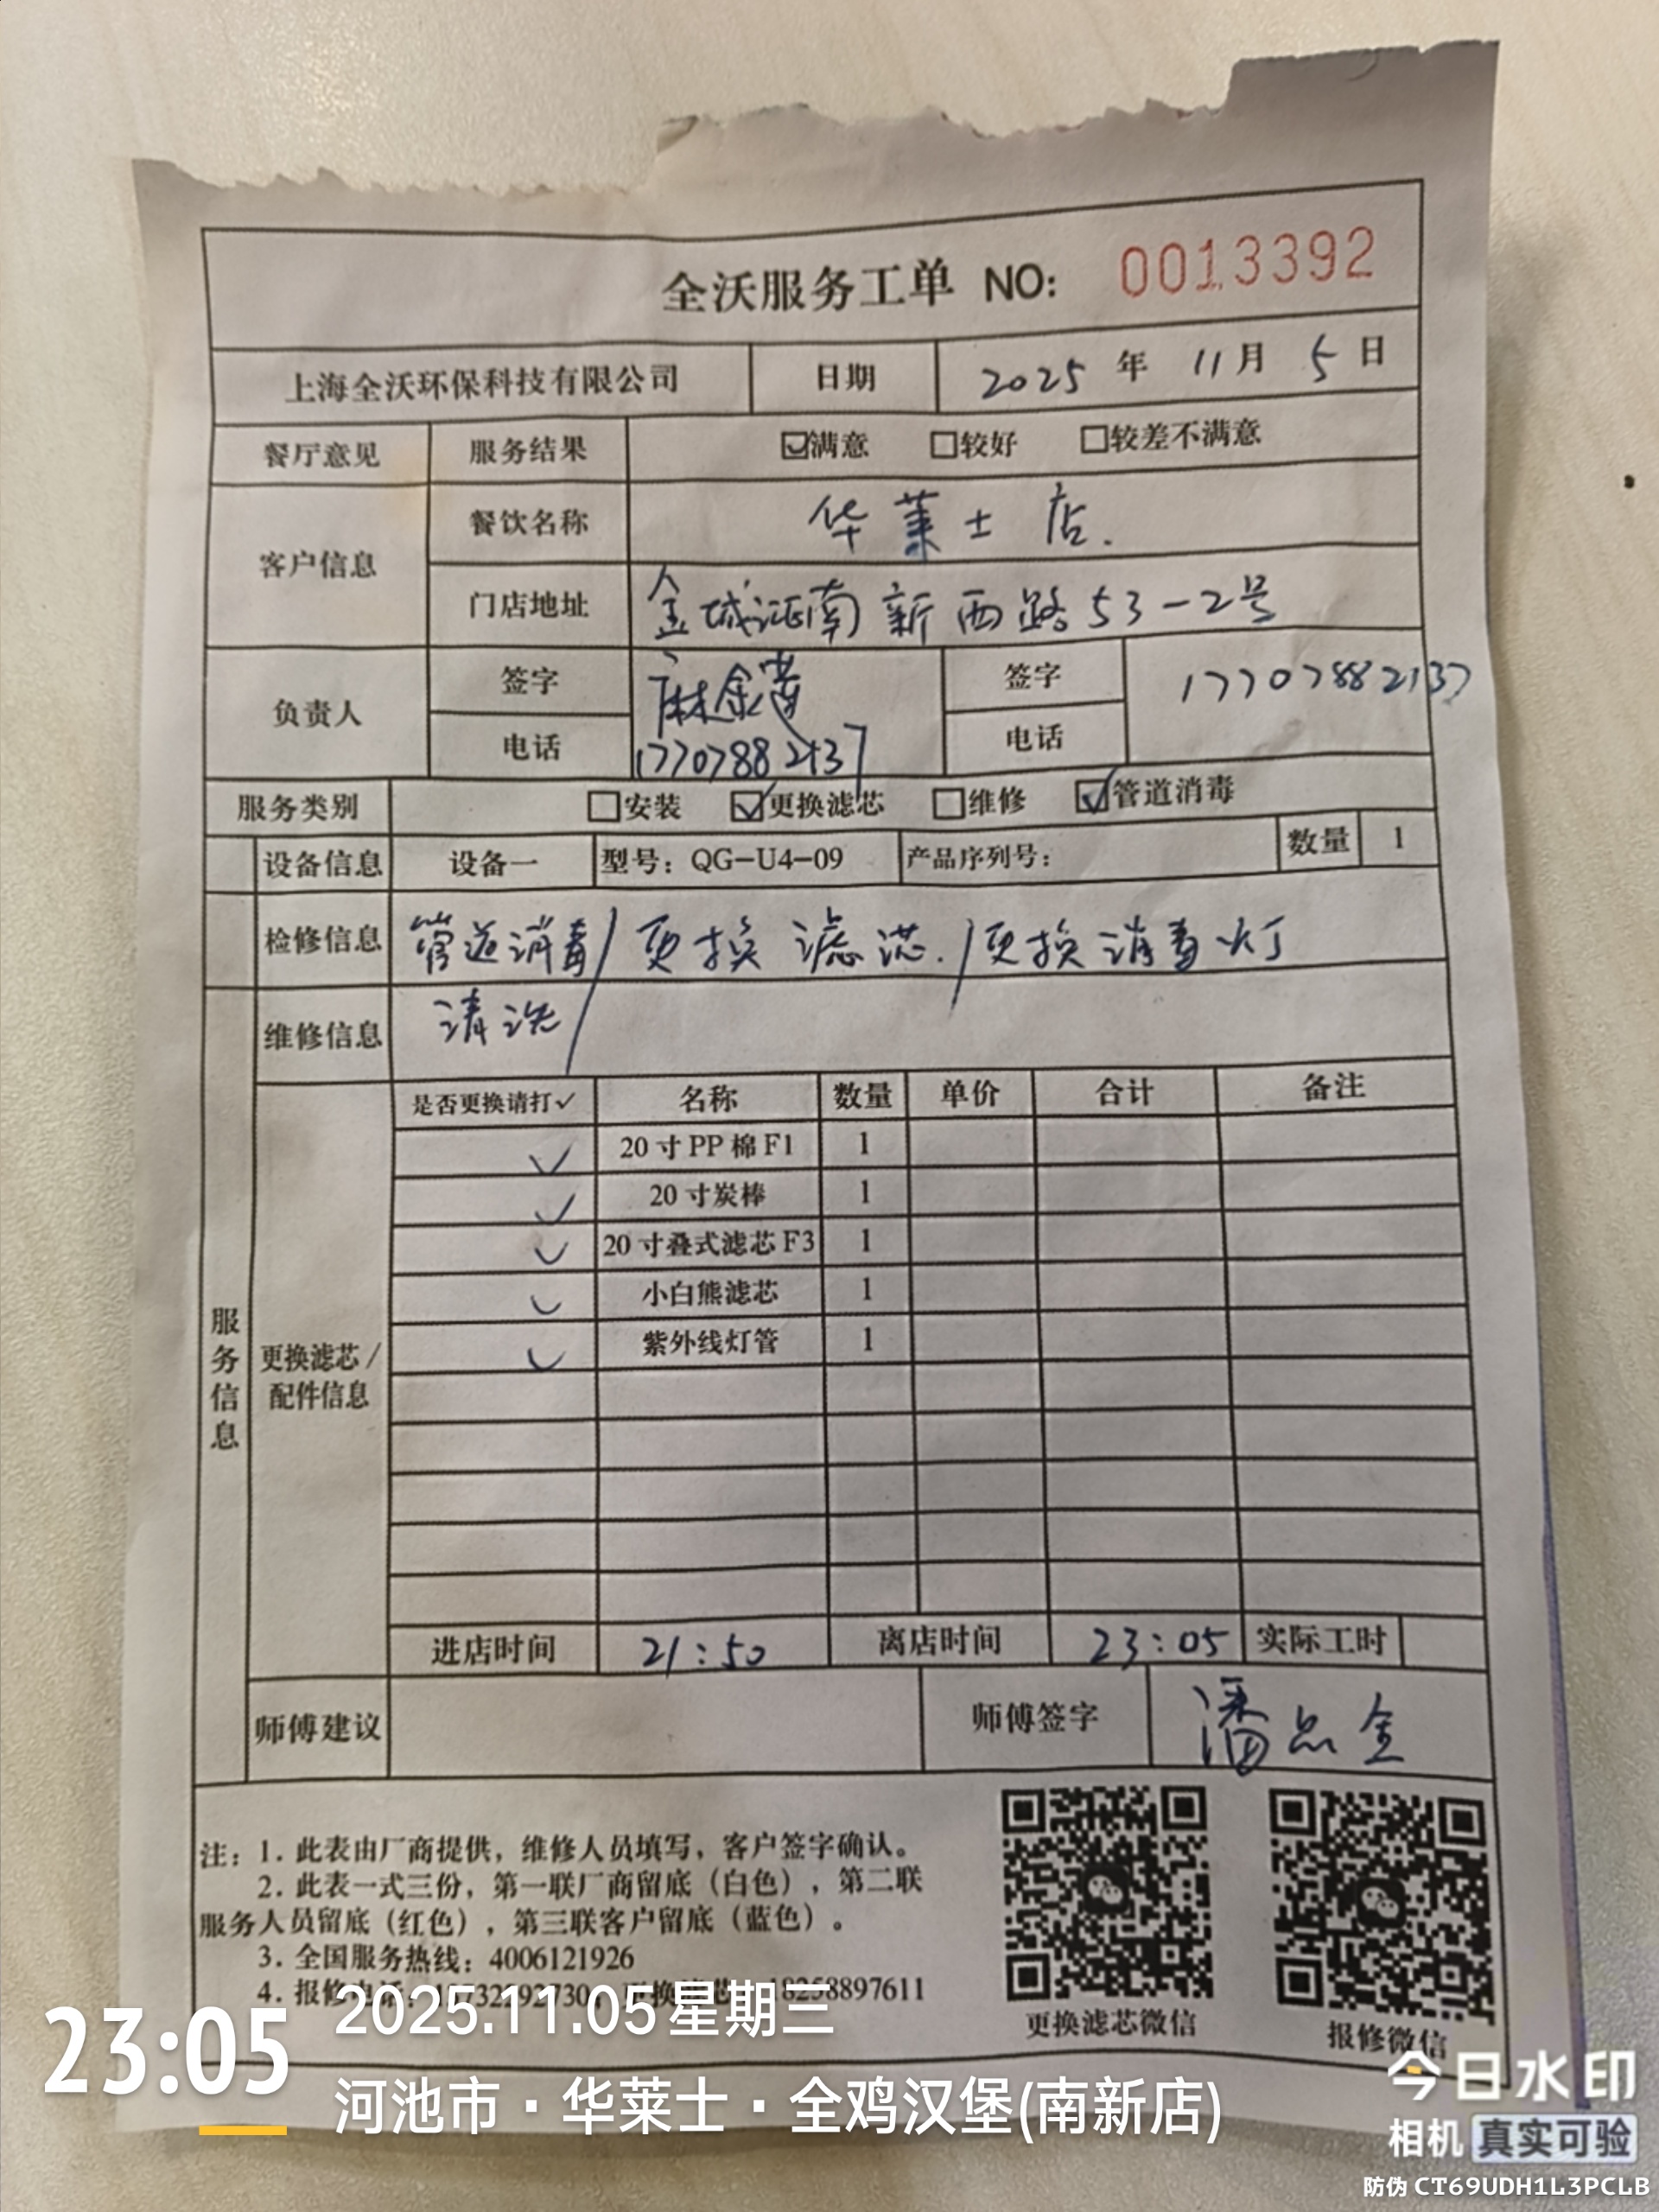 全沃服务工单 NO: 0013392
上海全沃环保科技有限公司 日期 2025 年 11 月 5 日
餐厅意见 服务结果 ☑满意 □较好 □较差不满意
客户信息 餐饮名称 华莱士店.
门店地址 金城江南新西路53-2号
负责人 签字 麻余 签字 17707882137
电话 17707882137 电话
服务类别 □安装 ☑更换滤芯 □维修 ☑管道消毒
设备信息 设备一 型号：QG-U4-09 产品序列号： 数量 1
检修信息 管道消毒/更换滤芯./更换消毒灯
维修信息 清洗/
服务信息
更换滤芯/
配件信息
是否更换请打✓ 名称 数量 单价 合计 备注
✓ 20寸PP棉F1 1
✓ 20寸炭棒 1
✓ 20寸叠式滤芯F3 1
✓ 小白熊滤芯 1
✓ 紫外线灯管 1
进店时间 21:50 离店时间 23:05 实际工时
师傅建议 师傅签字 潘品金
注：1. 此表由厂商提供，维修人员填写，客户签字确认。
2. 此表一式三份，第一联厂商留底（白色），第二联
服务人员留底（红色），第三联客户留底（蓝色）。
3. 全国服务热线：4006121926
4. 报修电话： 18258897611
更换滤芯微信 报修微信
23:05
2025.11.05 星期三
河池市·华莱士·全鸡汉堡(南新店)
今日水印
相机 真实可验
防伪 CT69UDH1L3PCLB